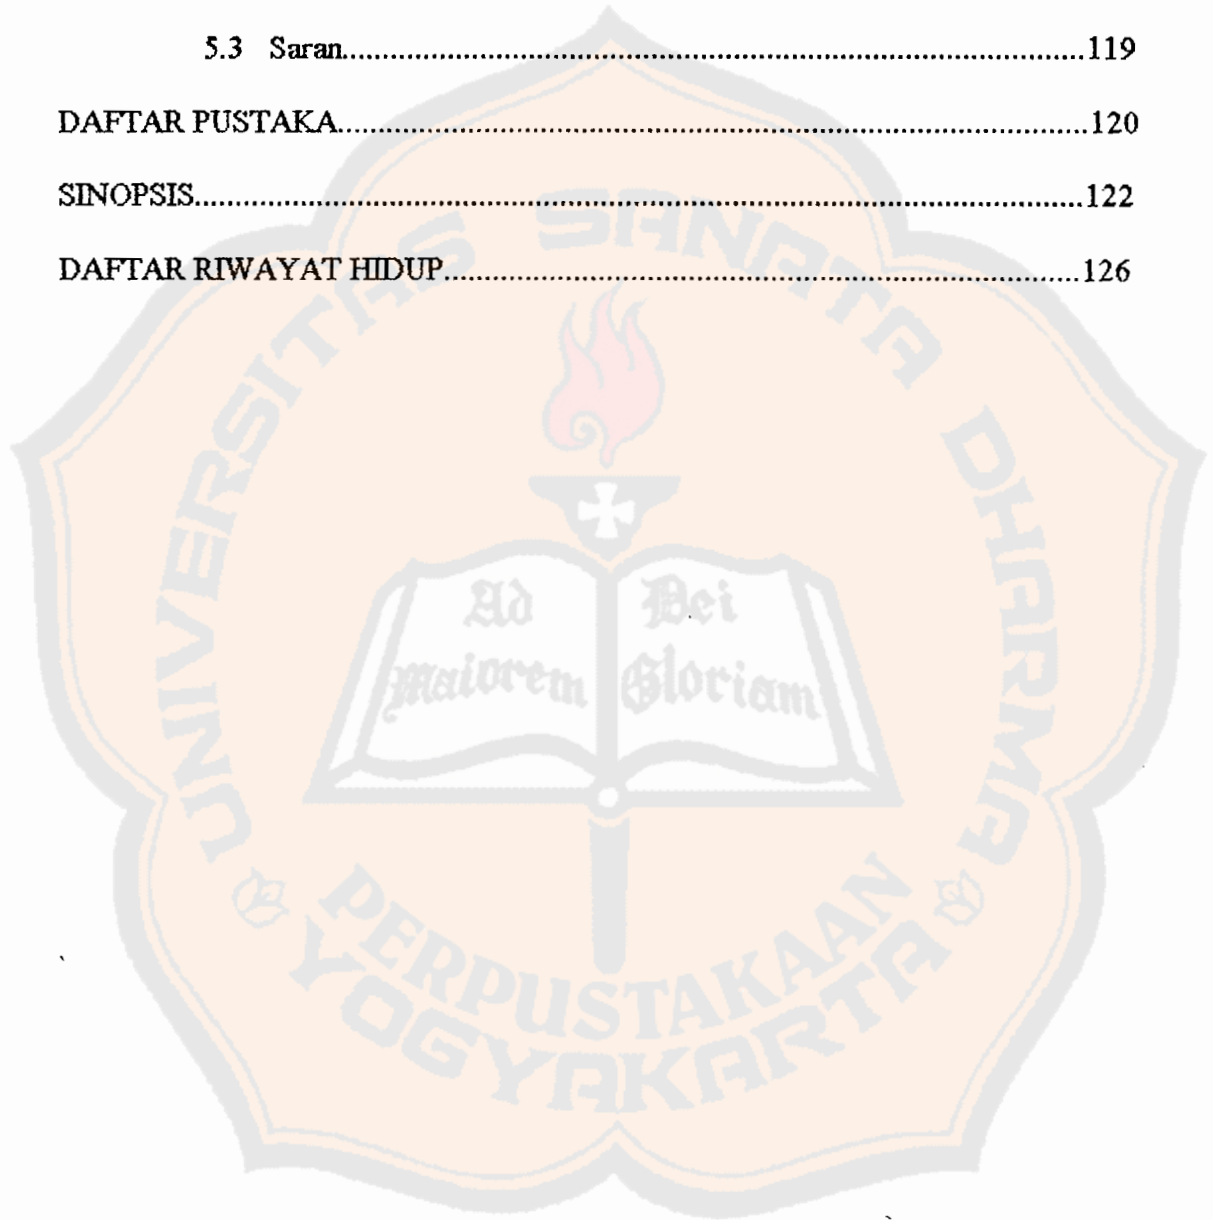 5.3 Saran..........................................................................................119
DAFTAR PUSTAKA...........................................................................................120
SINOPSIS............................................................................................................122
DAFTAR RIWAYAT HIDUP..............................................................................126
UNIVERSITAS SANATA DHARMA
Ad Dei
Maiorem Gloriam
PERPUSTAKAAN
YOGYAKARTA